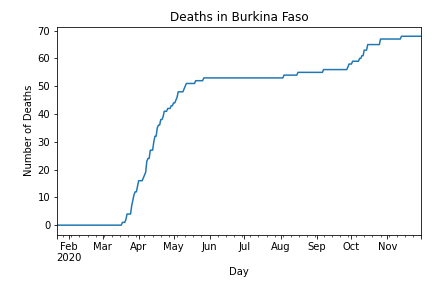 Deaths in Burkina Faso
Number of Deaths
70
60
50
40
30
20
10
0
Feb Mar Apr May Jun Jul Aug Sep Oct Nov
2020
Day